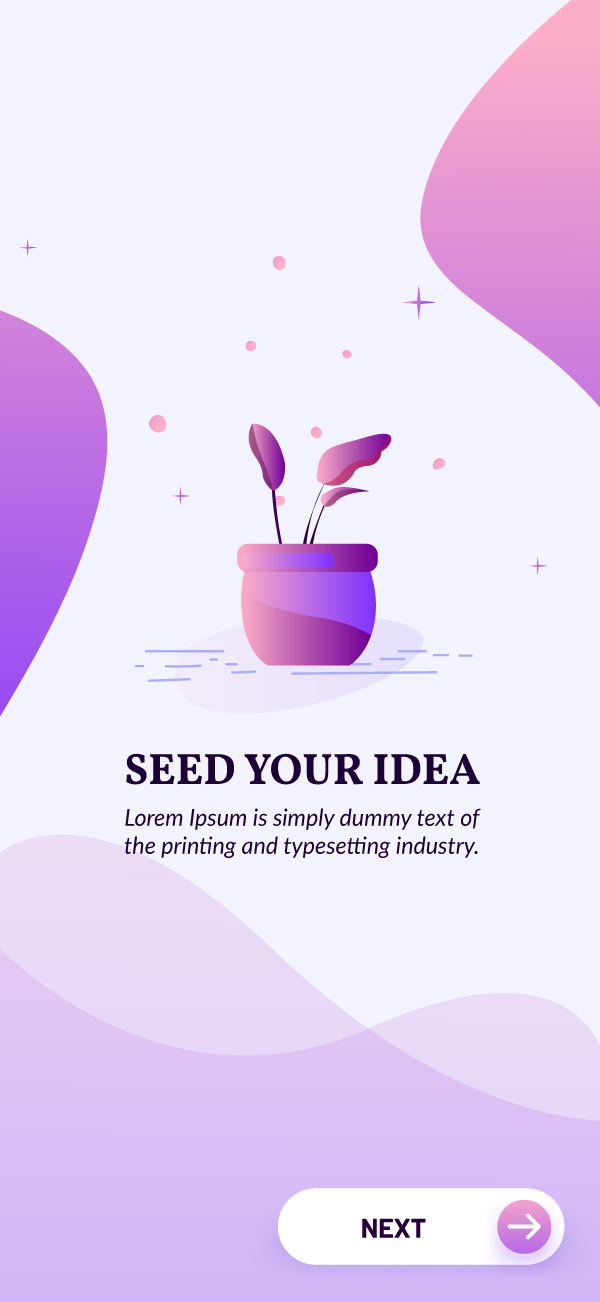 SEED YOUR IDEA
Lorem Ipsum is simply dummy text of
the printing and typesetting industry.
NEXT